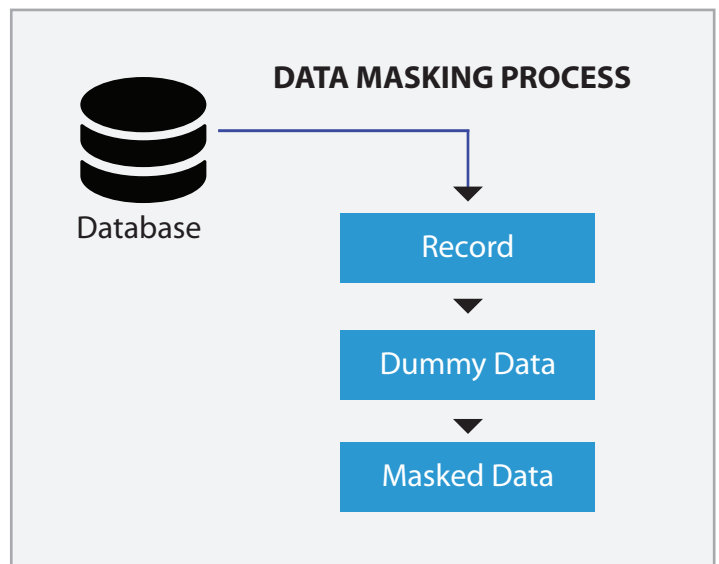 DATA MASKING PROCESS
Database
Record
Dummy Data
Masked Data